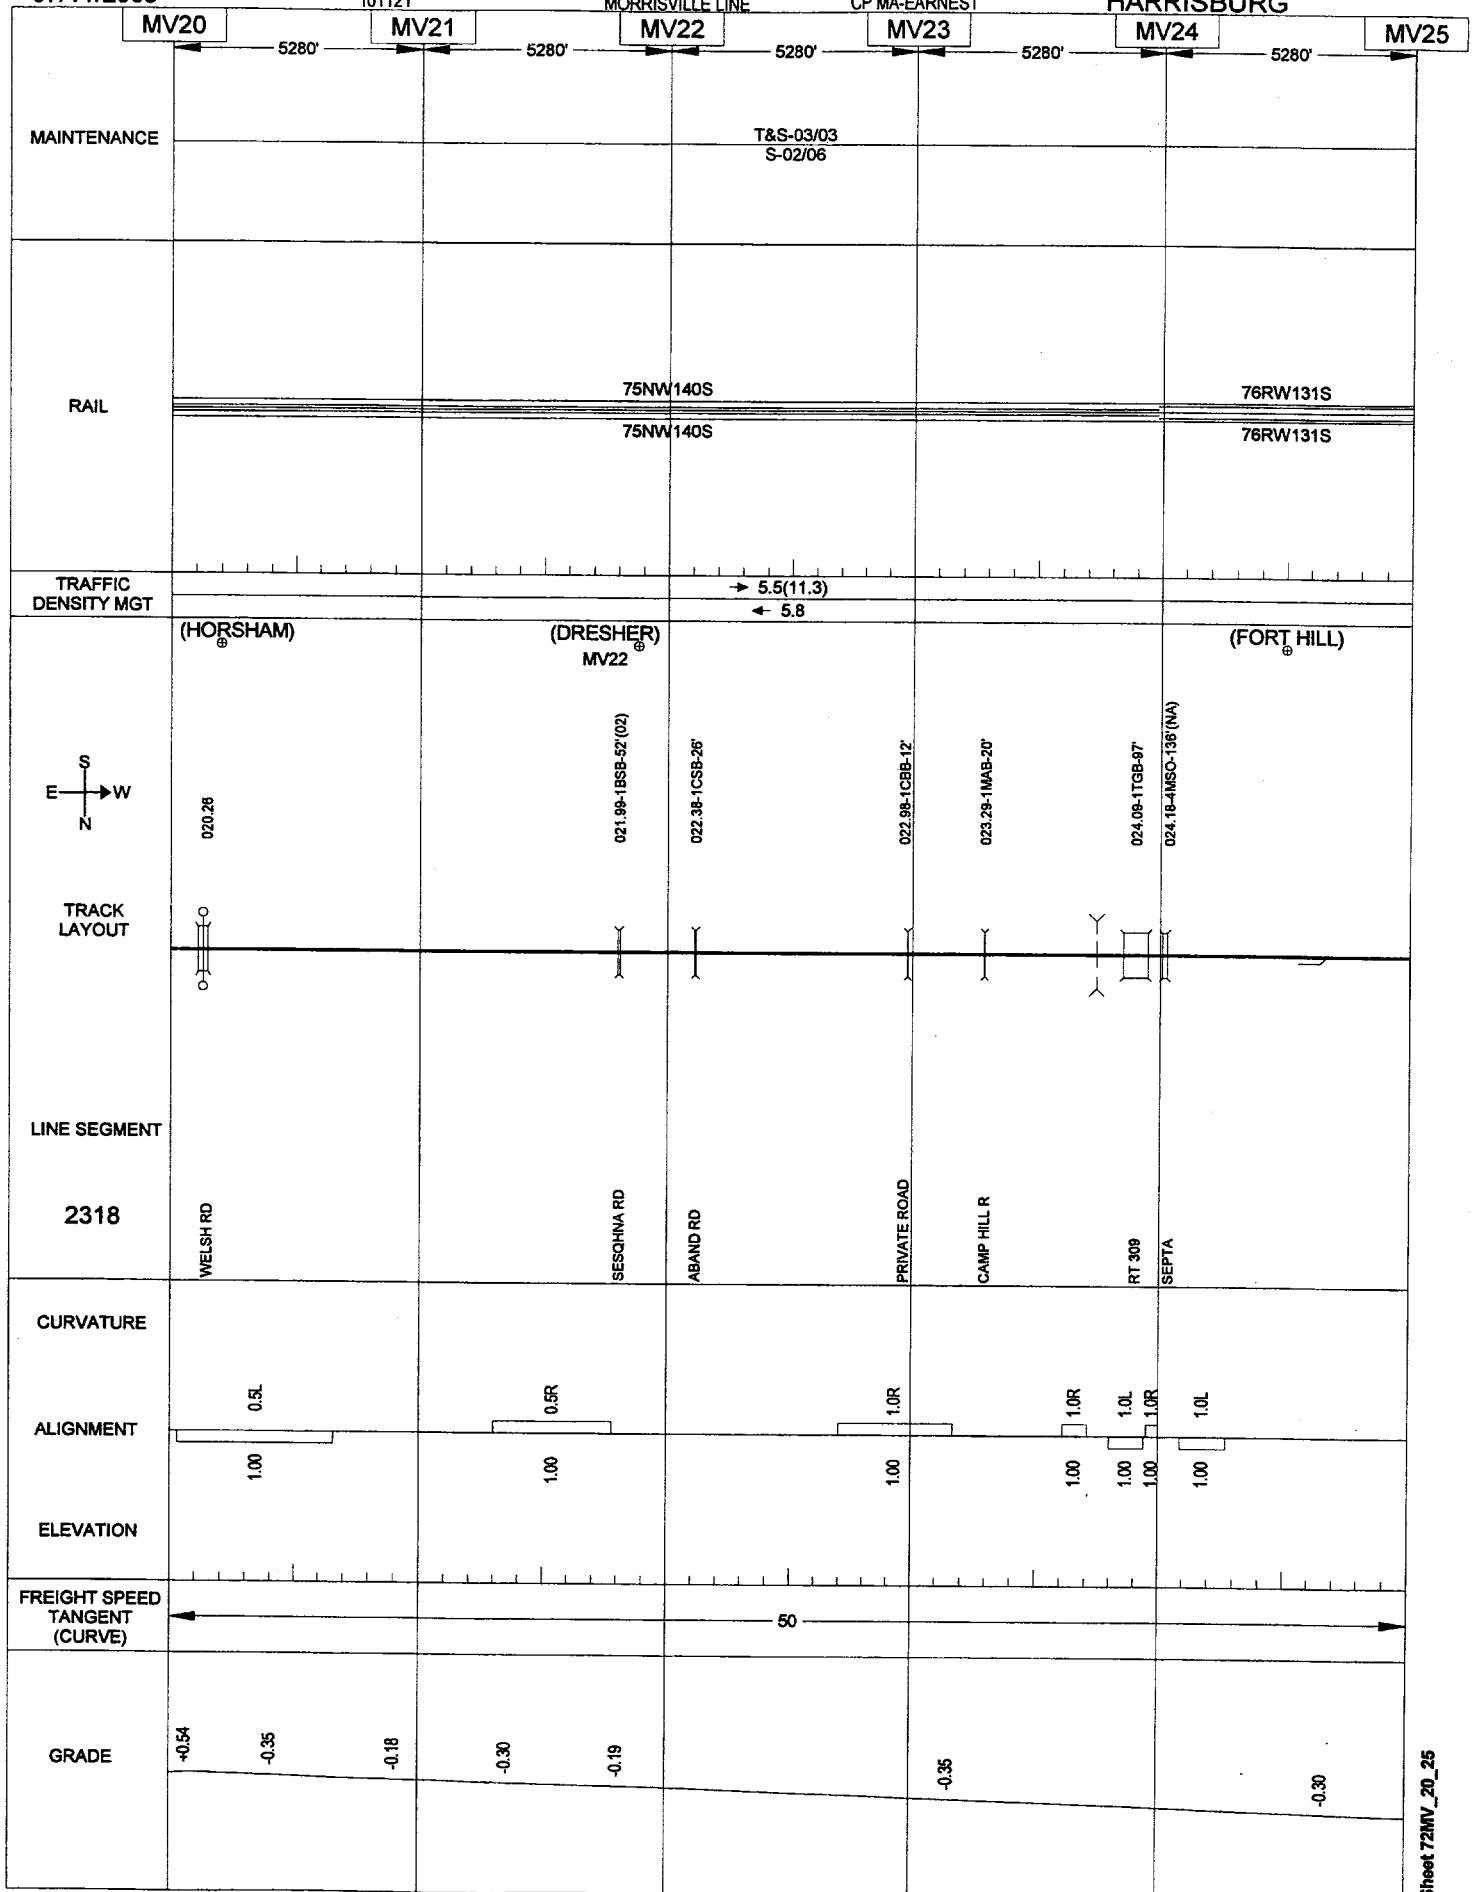 101121 MORRISVILLE LINE CP MA-EARNEST HARRISBURG
MV20 MV21 MV22 MV23 MV24 MV25
5280' 5280' 5280' 5280' 5280'
MAINTENANCE
T&S-03/03
S-02/06
RAIL
75NW140S 76RW131S
75NW140S 76RW131S
TRAFFIC
DENSITY MGT
5.5(11.3)
5.8
(HORSHAM) (DRESHER) (FORT HILL)
MV22
S
E W
N
020.26
021.99-1BSB-52'(02)
022.38-1CSB-26'
022.98-1CBB-12'
023.29-1MAB-20'
024.09-1TGB-97'
024.18-4MSO-136'(NA)
TRACK
LAYOUT
LINE SEGMENT
2318
WELSH RD
SESQHNA RD
ABAND RD
PRIVATE ROAD
CAMP HILL R
RT 309
SEPTA
CURVATURE
0.5L 0.5R 1.0R 1.0R 1.0L 1.0R 1.0L
ALIGNMENT
1.00 1.00 1.00 1.00 1.00 1.00 1.00
ELEVATION
FREIGHT SPEED
TANGENT
(CURVE)
50
GRADE
+0.54 -0.35 -0.18 -0.30 -0.19 -0.35 -0.30
Sheet 72MV_20_25